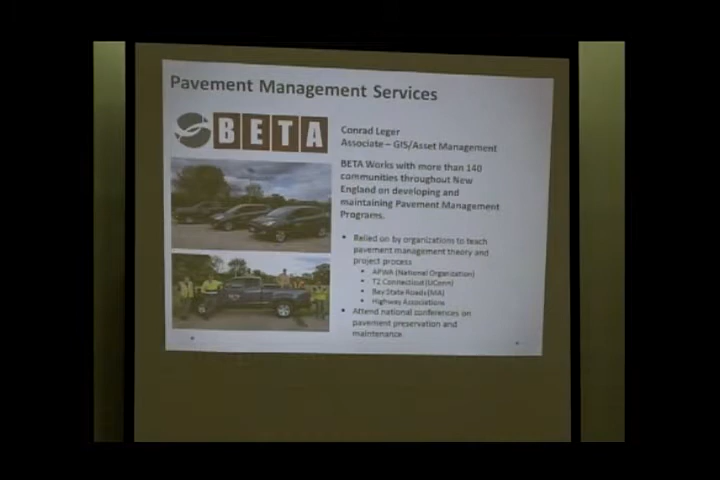 Pavement Management Services
BETA
Conrad Leger
Associate – GIS/Asset Management
BETA Works with more than 140
communities throughout New
England on developing and
maintaining Pavement Management
Programs.
• Relied on by organizations to teach
pavement management theory and
project process
• APWA (National Organization)
• T2 Connecticut (UConn)
• Bay State Roads (MA)
• Highway Associations
• Attend national conferences on
pavement preservation and
maintenance